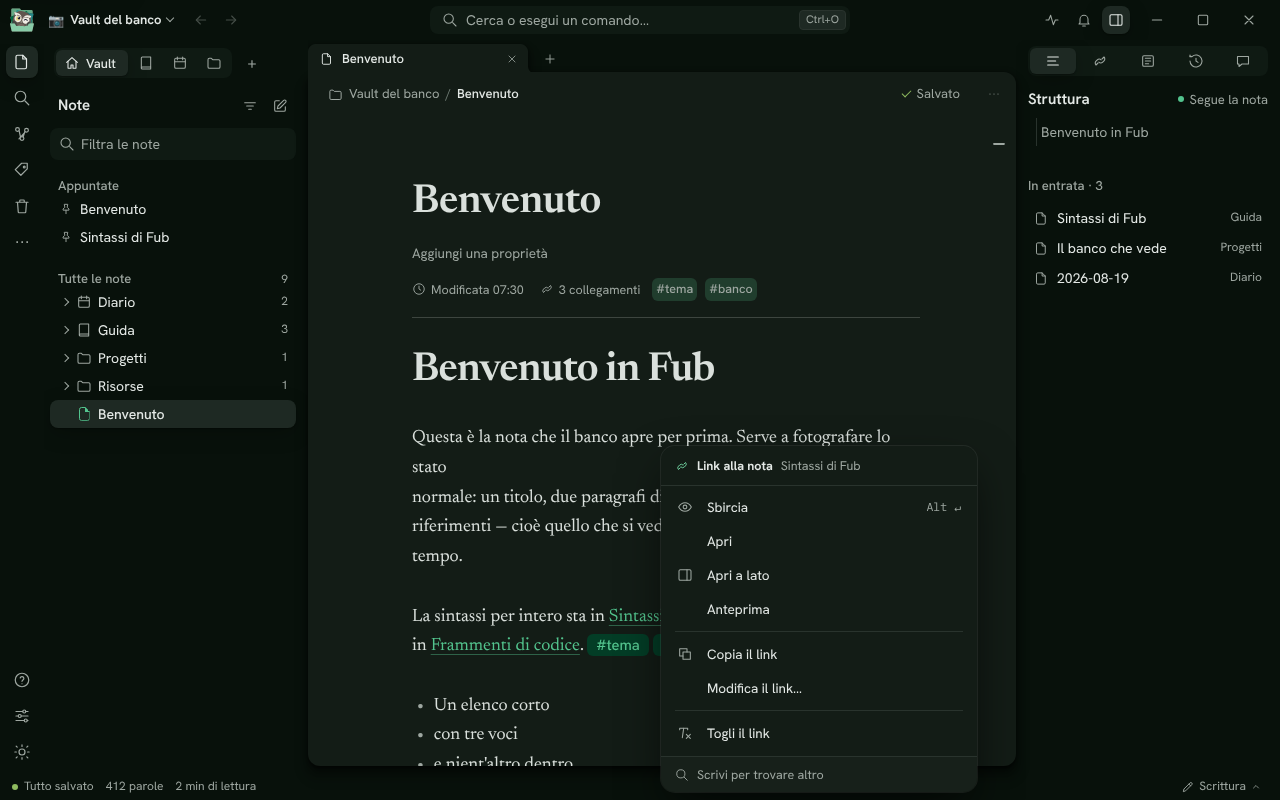 Vault del banco
Cerca o esegui un comando...
Ctrl+O
Vault
Note
Filtra le note
Appuntate
Benvenuto
Sintassi di Fub
Tutte le note 9
Diario 2
Guida 3
Progetti 1
Risorse 1
Benvenuto
Benvenuto
Vault del banco / Benvenuto
Salvato
Benvenuto
Aggiungi una proprietà
Modificata 07:30 3 collegamenti #tema #banco
Benvenuto in Fub
Questa è la nota che il banco apre per prima. Serve a fotografare lo
stato
normale: un titolo, due paragrafi
riferimenti — cioè quello che si
tempo.
La sintassi per intero sta in
in Frammenti di codice. #tema
Un elenco corto
con tre voci
e nient'altro dentro
Link alla nota Sintassi di Fub
Sbircia Alt ↵
Apri
Apri a lato
Anteprima
Copia il link
Modifica il link...
Togli il link
Scrivi per trovare altro
Struttura
Segue la nota
Benvenuto in Fub
In entrata · 3
Sintassi di Fub Guida
Il banco che vede Progetti
2026-08-19 Diario
Tutto salvato 412 parole 2 min di lettura
Scrittura